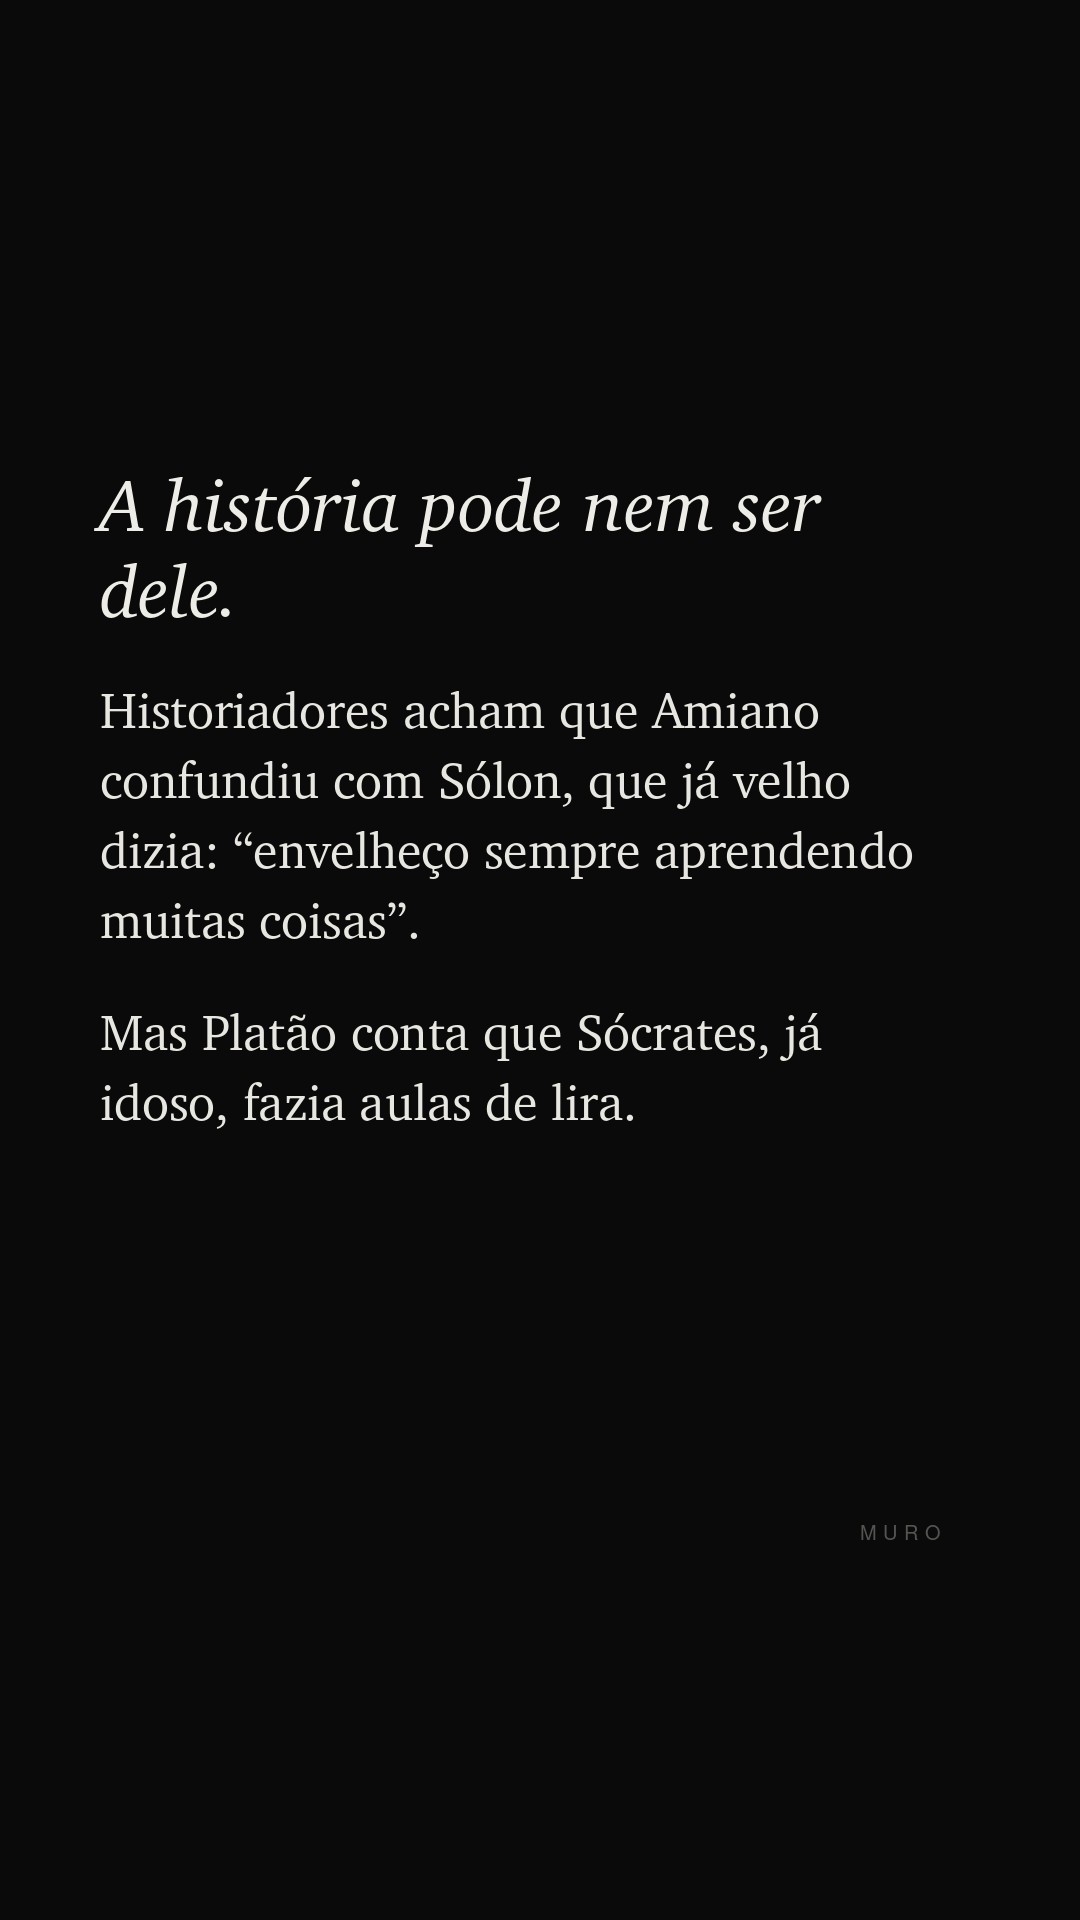 A história pode nem ser
dele.
Historiadores acham que Amiano
confundiu com Sólon, que já velho
dizia: “envelheço sempre aprendendo
muitas coisas”.
Mas Platão conta que Sócrates, já
idoso, fazia aulas de lira.
MURO